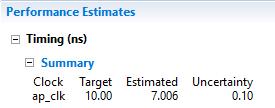 Performance Estimates
Timing (ns)
Summary
Clock Target Estimated Uncertainty
ap_clk 10.00 7.006 0.10